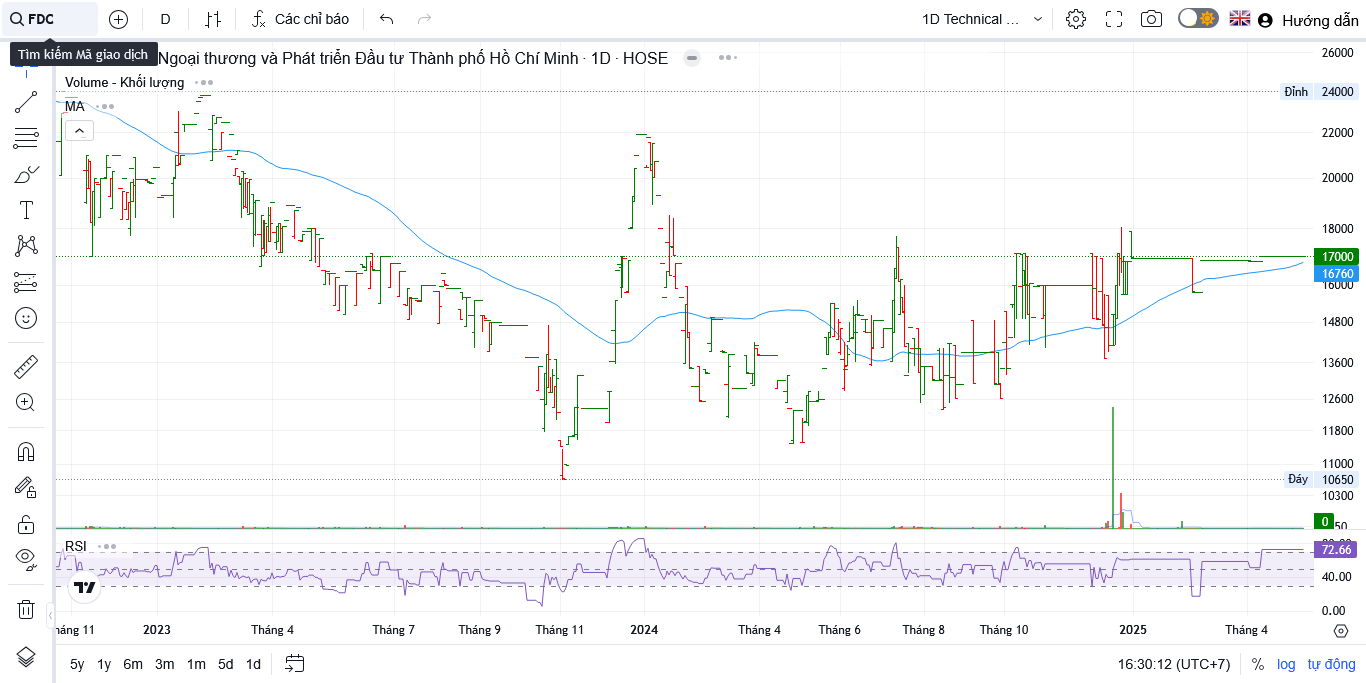 FDC
D
Các chỉ báo
1D Technical ...
Hướng dẫn
Tìm kiếm Mã giao dịch
Ngoại thương và Phát triển Đầu tư Thành phố Hồ Chí Minh · 1D · HOSE
Volume - Khối lượng
MA
26000
Đỉnh 24000
22000
20000
18000
17000
16760
16000
14800
13600
12600
11800
11000
Đáy 10650
10300
0
50
RSI
72.66
40.00
0.00
háng 11 2023 Tháng 4 Tháng 7 Tháng 9 Tháng 11 2024 Tháng 4 Tháng 6 Tháng 8 Tháng 10 2025 Tháng 4
5y 1y 6m 3m 1m 5d 1d
16:30:12 (UTC+7) % log tự động